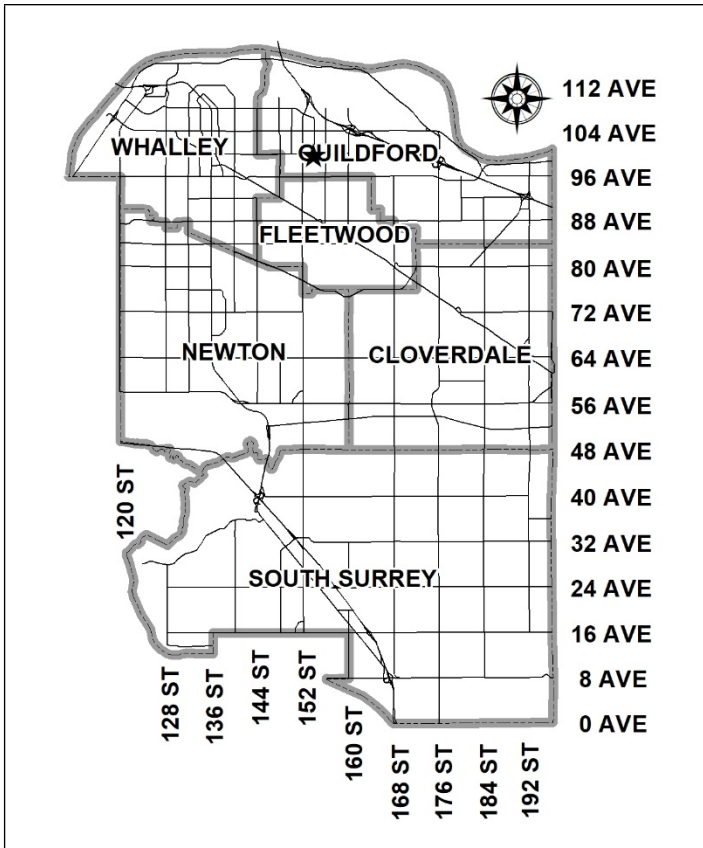 112 AVE
104 AVE
WHALLEY
GUILDFORD
96 AVE
88 AVE
FLEETWOOD
80 AVE
72 AVE
NEWTON
CLOVERDALE
64 AVE
56 AVE
48 AVE
120 ST
40 AVE
32 AVE
SOUTH SURREY
24 AVE
16 AVE
8 AVE
0 AVE
128 ST
136 ST
144 ST
152 ST
160 ST
168 ST
176 ST
184 ST
192 ST